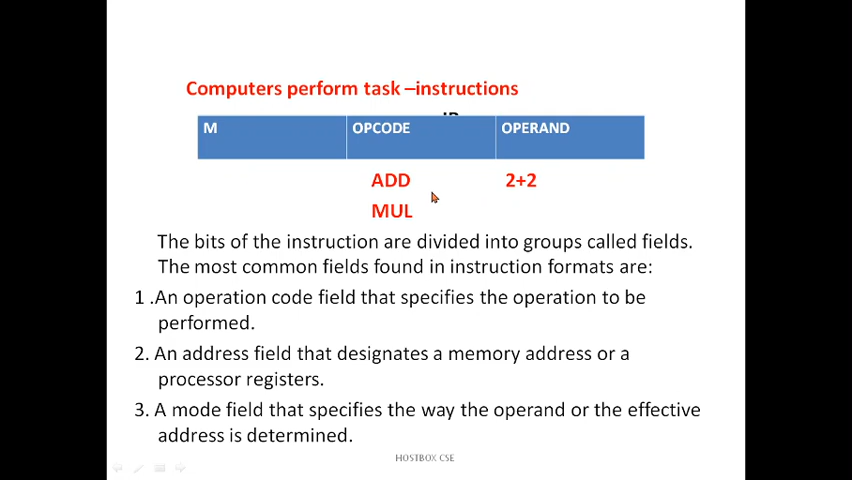 Computers perform task –instructions
M OPCODE OPERAND
ADD 2+2
MUL
The bits of the instruction are divided into groups called fields.
The most common fields found in instruction formats are:
1 .An operation code field that specifies the operation to be
performed.
2. An address field that designates a memory address or a
processor registers.
3. A mode field that specifies the way the operand or the effective
address is determined.
HOSTBOX CSE